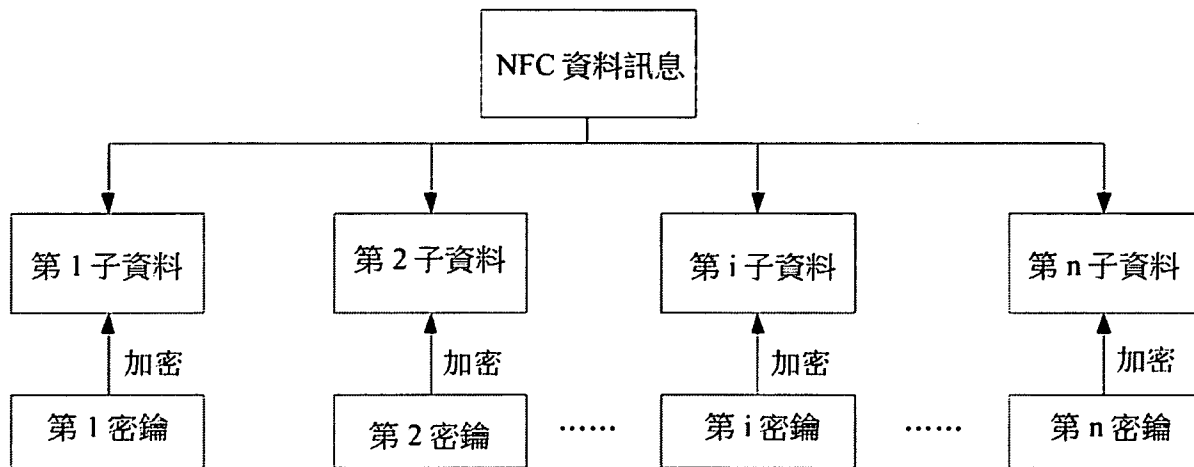 NFC 資料訊息
第 1 子資料
第 2 子資料
第 i 子資料
第 n 子資料
加密
加密
加密
加密
第 1 密鑰
第 2 密鑰
……
第 i 密鑰
……
第 n 密鑰